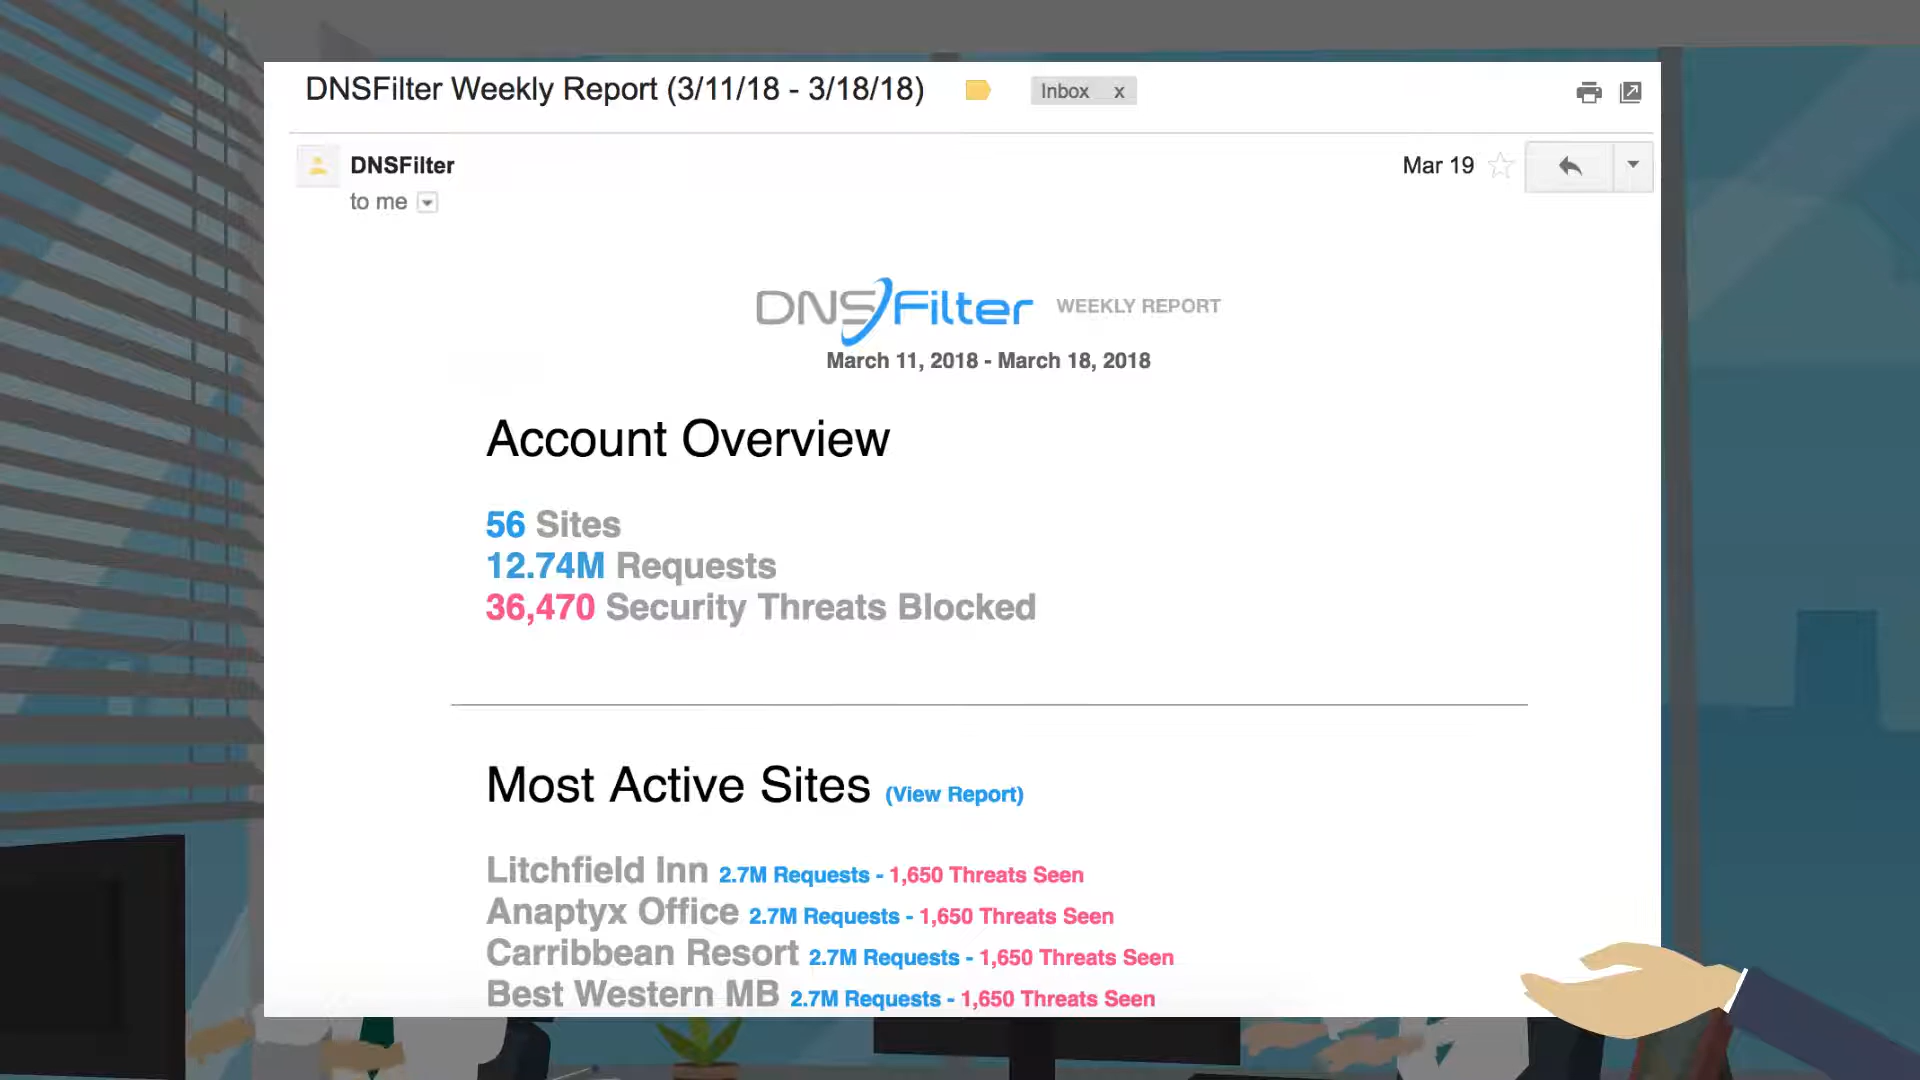 DNSFilter Weekly Report (3/11/18 - 3/18/18) Inbox x
DNSFilter Mar 19
to me
DNSFilter WEEKLY REPORT
March 11, 2018 - March 18, 2018
Account Overview
56 Sites
12.74M Requests
36,470 Security Threats Blocked
Most Active Sites (View Report)
Litchfield Inn 2.7M Requests - 1,650 Threats Seen
Anaptyx Office 2.7M Requests - 1,650 Threats Seen
Carribbean Resort 2.7M Requests - 1,650 Threats Seen
Best Western MB 2.7M Requests - 1,650 Threats Seen